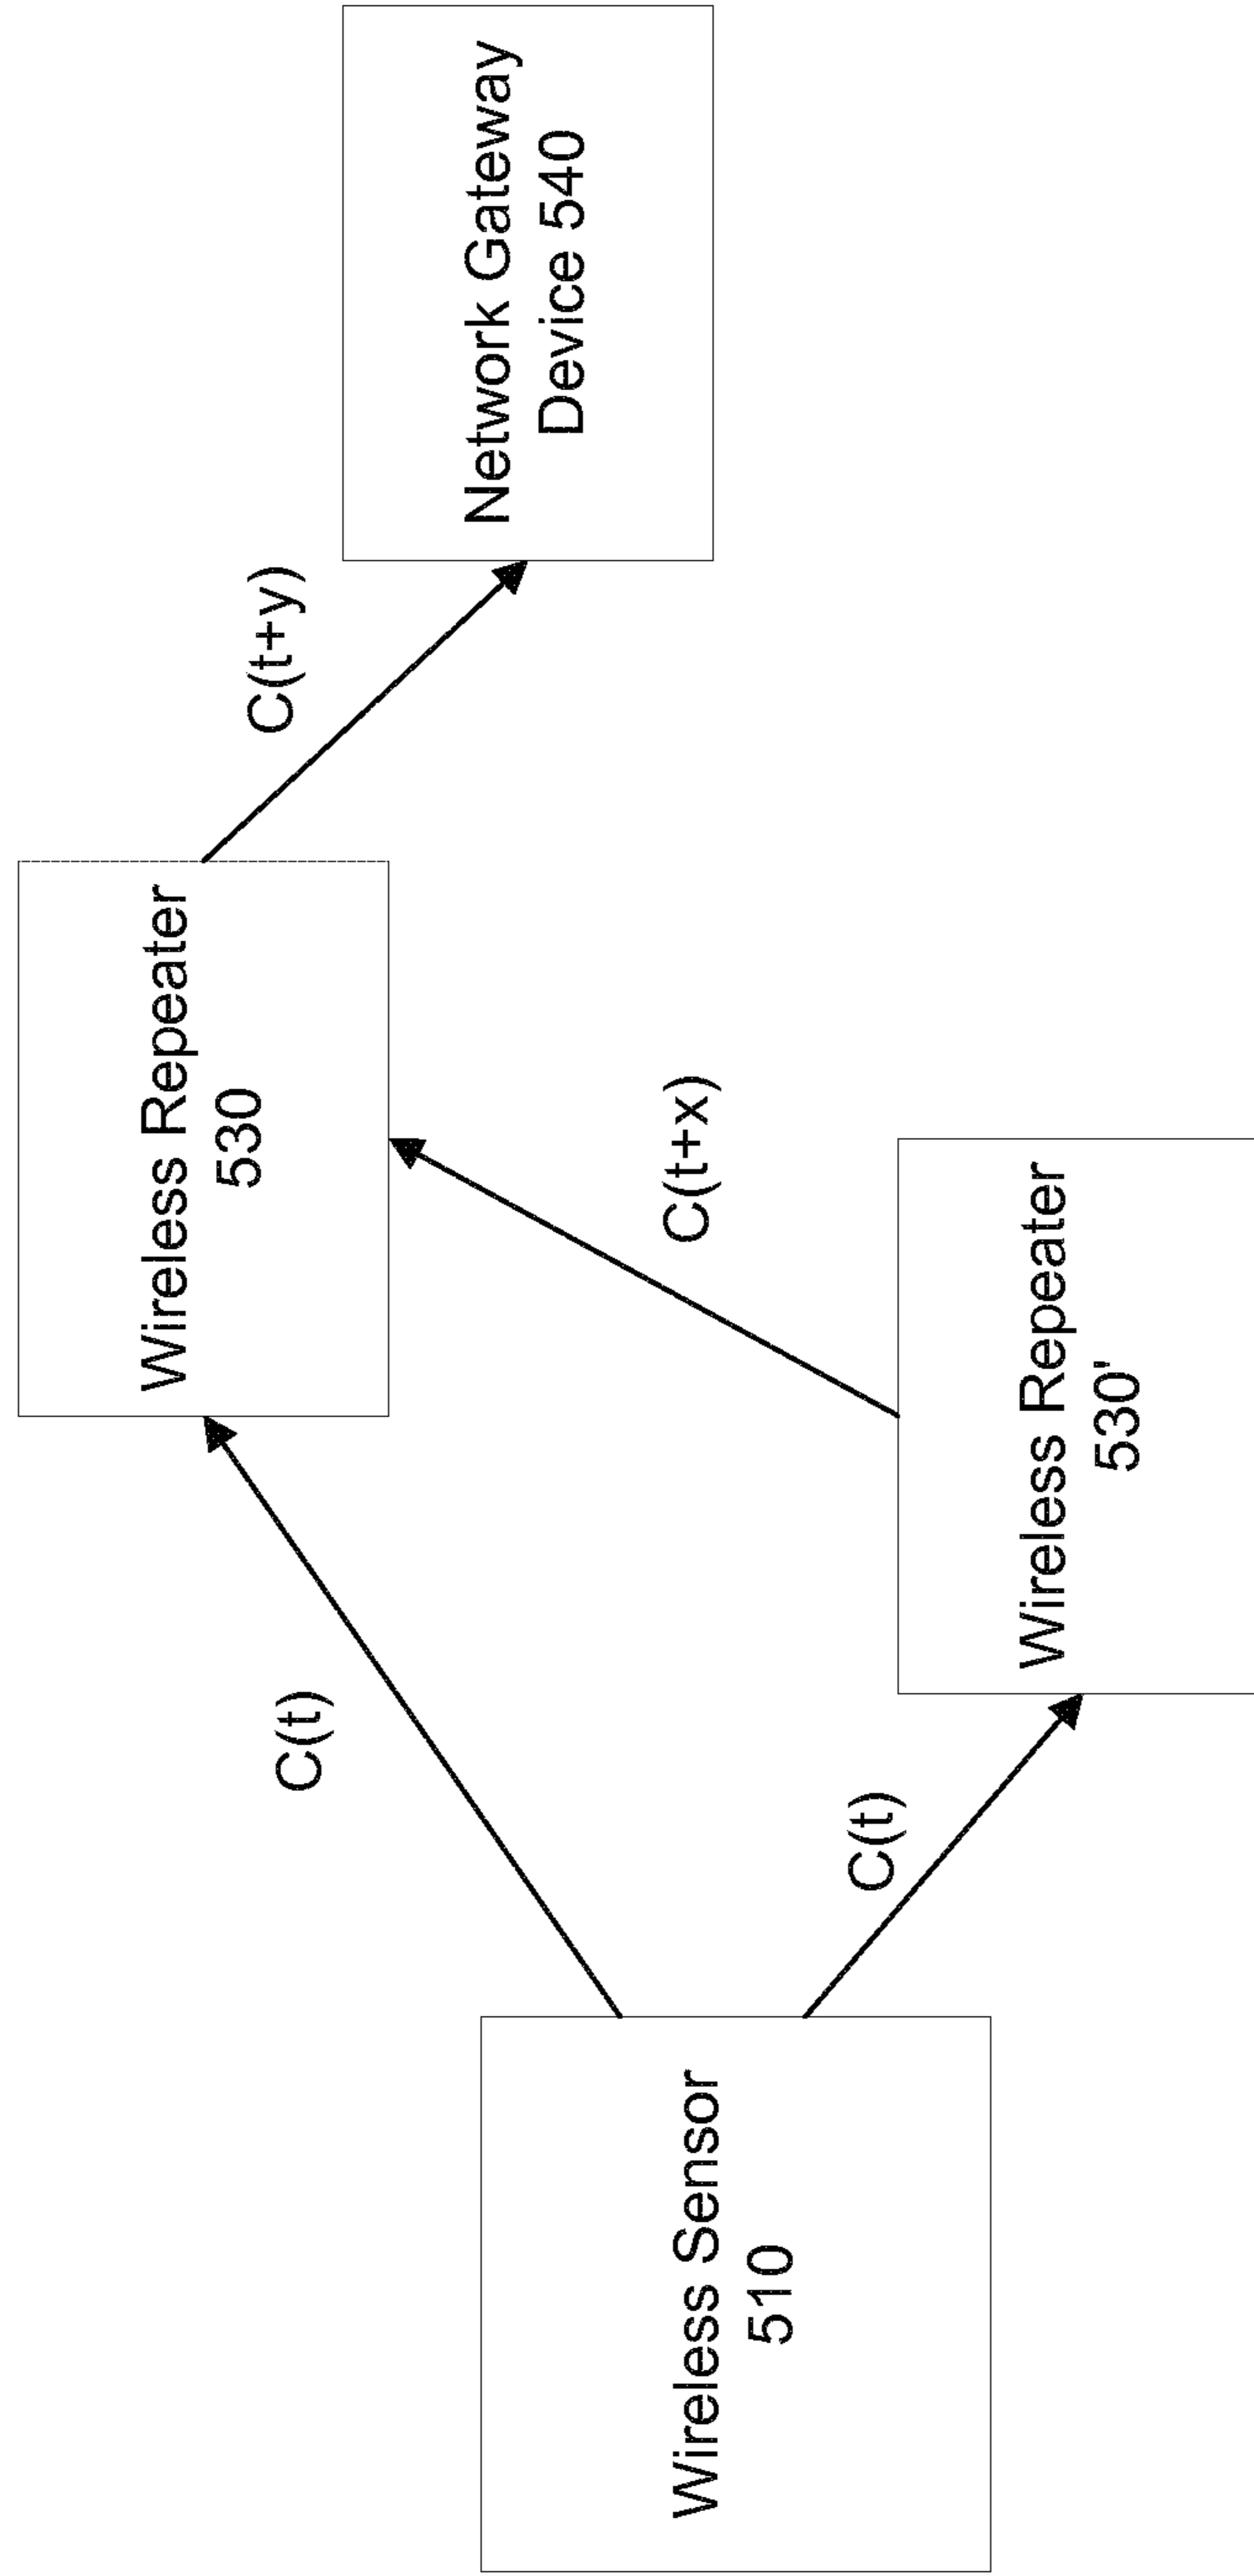 Wireless Sensor
510
C(t)
C(t)
Wireless Repeater
530
Wireless Repeater
530'
C(t+x)
C(t+y)
Network Gateway
Device 540